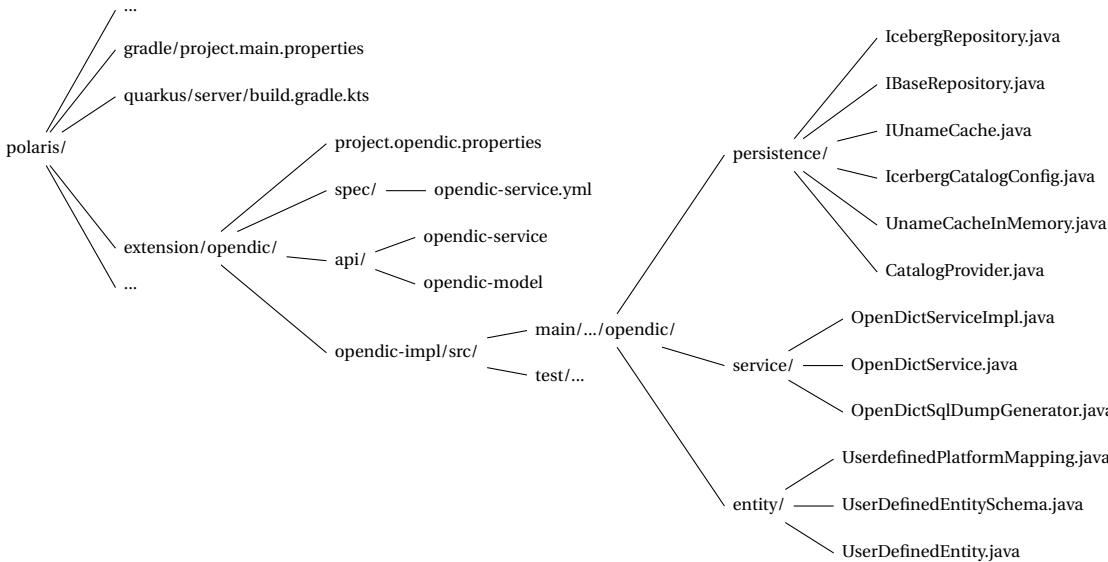 ...
gradle/project.main.properties
quarkus/server/build.gradle.kts
polaris/
extension/opendic/
...
project.opendic.properties
spec/
opendic-service.yml
api/
opendic-service
opendic-model
opendic-impl/src/
main/.../opendic/
test/...
persistence/
IcebergRepository.java
IBaseRepository.java
IUnameCache.java
IcerbergCatalogConfig.java
UnameCacheInMemory.java
CatalogProvider.java
service/
OpenDictServiceImpl.java
OpenDictService.java
OpenDictSqlDumpGenerator.java
entity/
UserdefinedPlatformMapping.java
UserDefinedEntitySchema.java
UserDefinedEntity.java